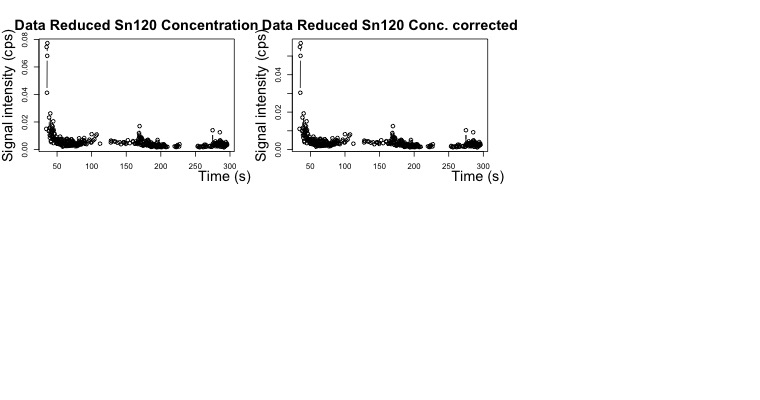 Data Reduced Sn120 Concentration
Signal intensity (cps)
0.00 0.02 0.04 0.06 0.08
50 100 150 200 250 300
Time (s)
Data Reduced Sn120 Conc. corrected
Signal intensity (cps)
0.00 0.02 0.04
50 100 150 200 250 300
Time (s)